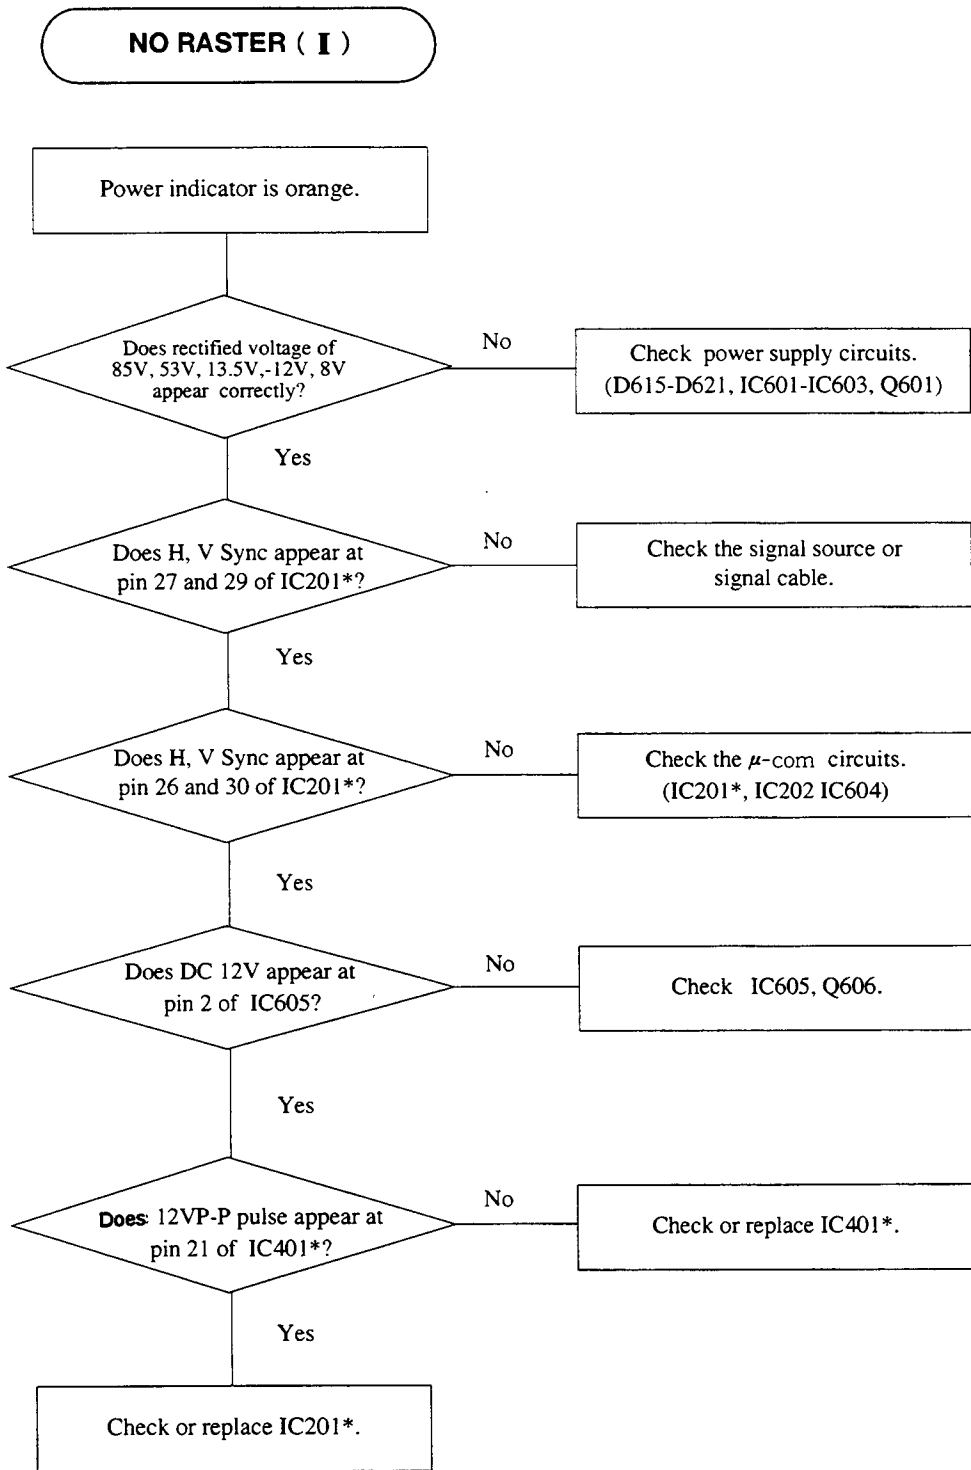 NO RASTER ( I )
Power indicator is orange.
Does rectified voltage of
85V, 53V, 13.5V,-12V, 8V
appear correctly?
No
Check power supply circuits.
(D615-D621, IC601-IC603, Q601)
Yes
Does H, V Sync appear at
pin 27 and 29 of IC201*?
No
Check the signal source or
signal cable.
Yes
Does H, V Sync appear at
pin 26 and 30 of IC201*?
No
Check the μ-com circuits.
(IC201*, IC202 IC604)
Yes
Does DC 12V appear at
pin 2 of IC605?
No
Check IC605, Q606.
Yes
Does 12VP-P pulse appear at
pin 21 of IC401*?
No
Check or replace IC401*.
Yes
Check or replace IC201*.